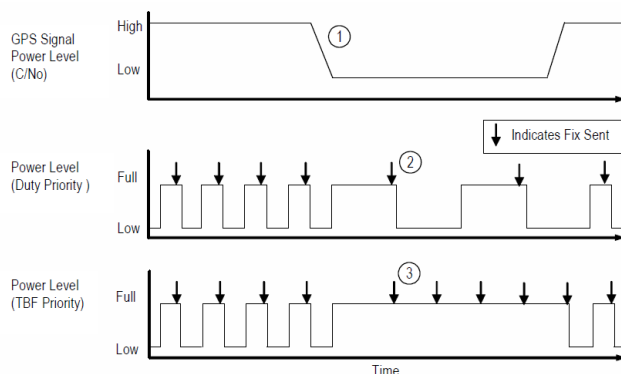 GPS Signal
Power Level
(C/No)
High
Low
1
Indicates Fix Sent
Power Level
(Duty Priority )
Full
Low
2
Power Level
(TBF Priority)
Full
Low
3
Time